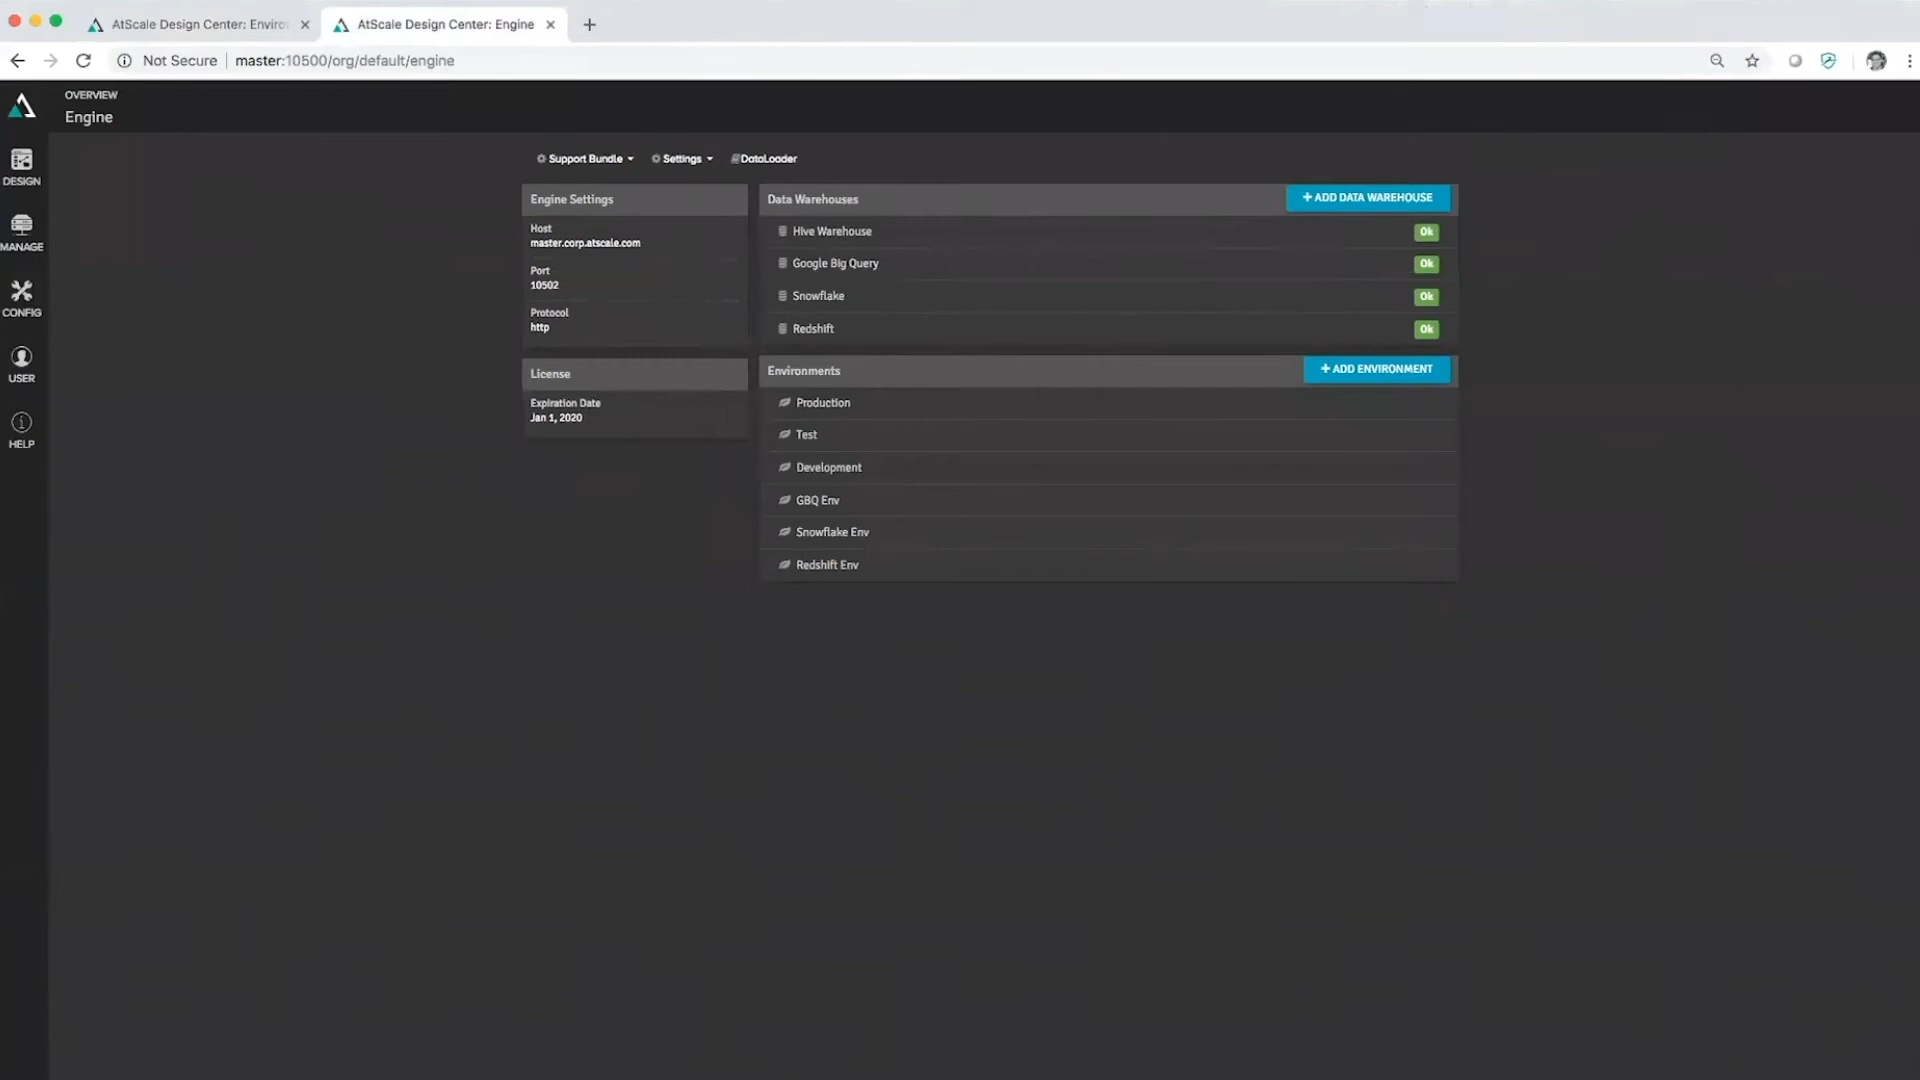 AtScale Design Center: Enviro
AtScale Design Center: Engine
Not Secure
master:10500/org/default/engine
OVERVIEW
Engine
DESIGN
MANAGE
CONFIG
USER
HELP
Support Bundle
Settings
DataLoader
Engine Settings
Host
master.corp.atscale.com
Port
10502
Protocol
http
License
Expiration Date
Jan 1, 2020
Data Warehouses
+ ADD DATA WAREHOUSE
Hive Warehouse Ok
Google Big Query Ok
Snowflake Ok
Redshift Ok
Environments
+ ADD ENVIRONMENT
Production
Test
Development
GBQ Env
Snowflake Env
Redshift Env